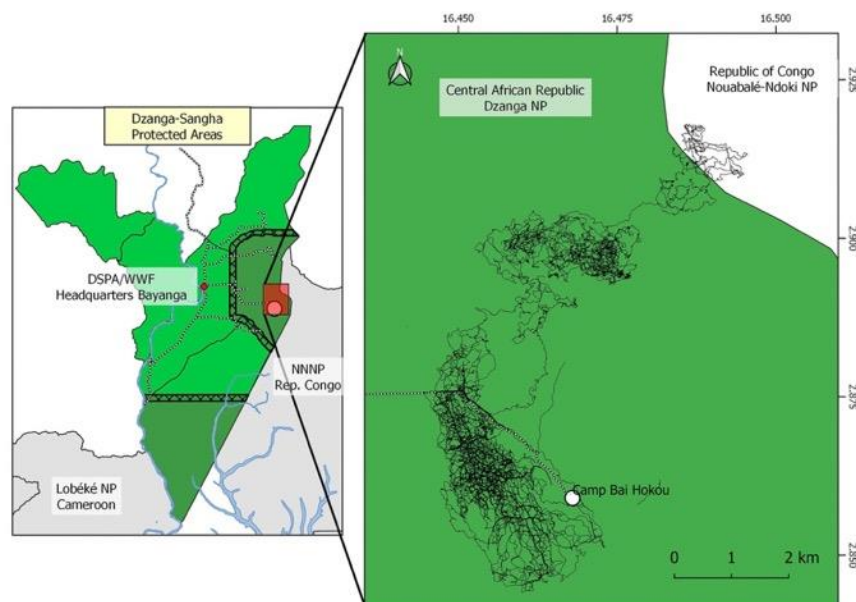 Dzanga-Sangha
Protected Areas
DSPA/WWF
Headquarters Bayanga
NNNP
Rep. Congo
Lobéké NP
Cameroon
16.450
16.475
16.500
N
Central African Republic
Dzanga NP
Republic of Congo
Nouabalé-Ndoki NP
2.925
2.900
2.875
2.850
Camp Bai Hokou
0 1 2 km